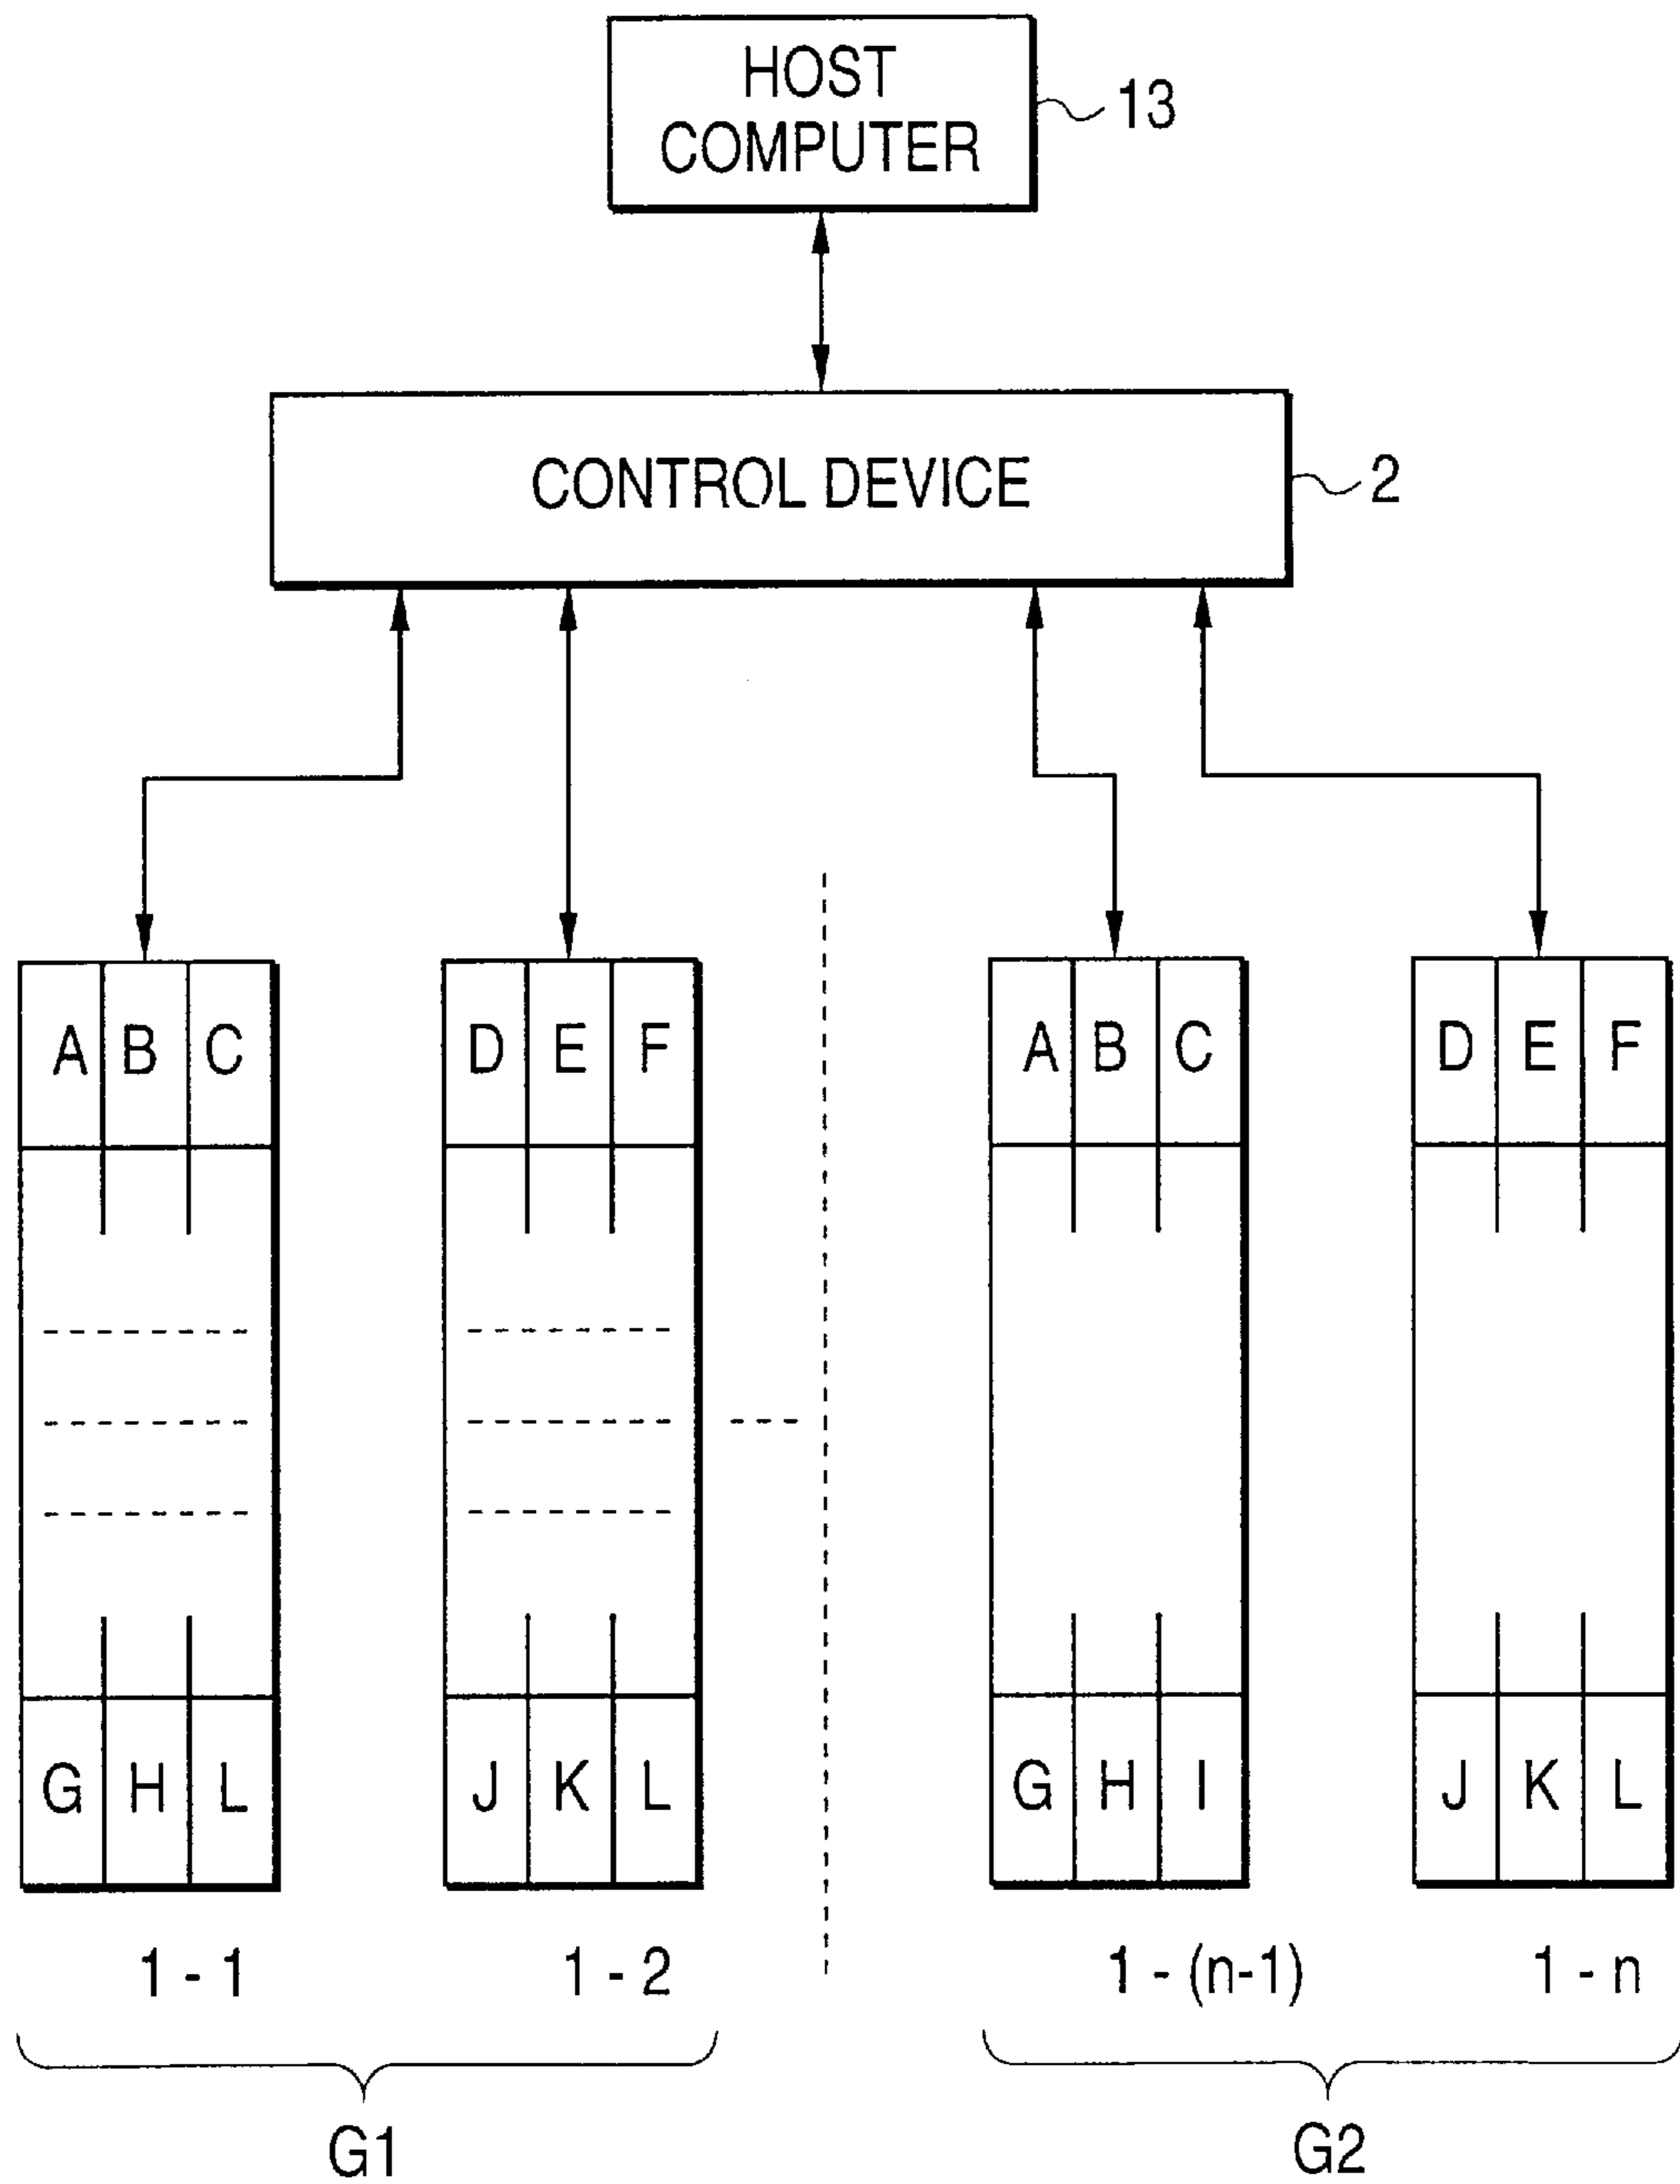 HOST
COMPUTER
13
CONTROL DEVICE
2
A B C
D E F
A B C
D E F
G H L
J K L
G H I
J K L
1 - 1
1 - 2
1 - (n-1)
1 - n
G1
G2